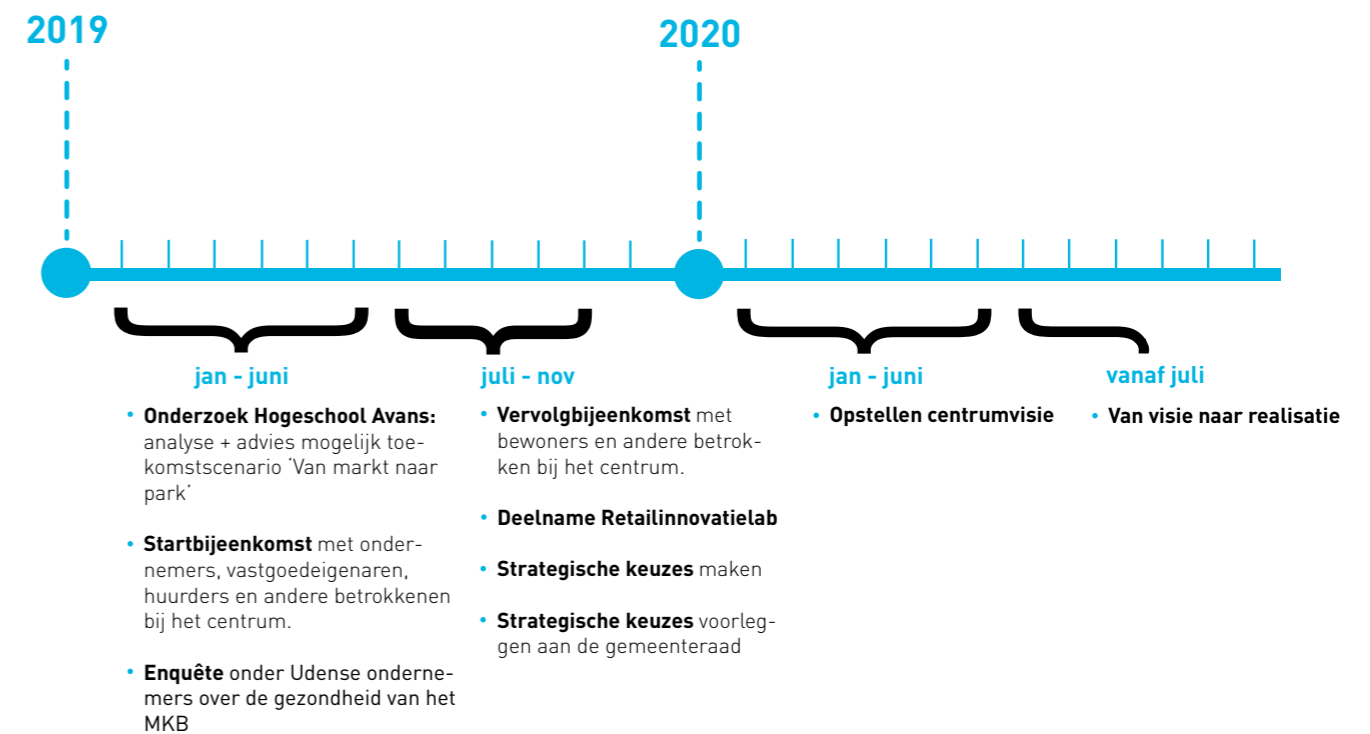 2019
2020
jan - juni
• Onderzoek Hogeschool Avans:
analyse + advies mogelijk toe-
komstscenario ‘Van markt naar
park‘
• Startbijeenkomst met onder-
nemers, vastgoedeigenaren,
huurders en andere betrokkenen
bij het centrum.
• Enquête onder Udense onderne-
mers over de gezondheid van het
MKB
juli - nov
• Vervolgbijeenkomst met
bewoners en andere betrok-
ken bij het centrum.
• Deelname Retailinnovatielab
• Strategische keuzes maken
• Strategische keuzes voorleg-
gen aan de gemeenteraad
jan - juni
• Opstellen centrumvisie
vanaf juli
• Van visie naar realisatie